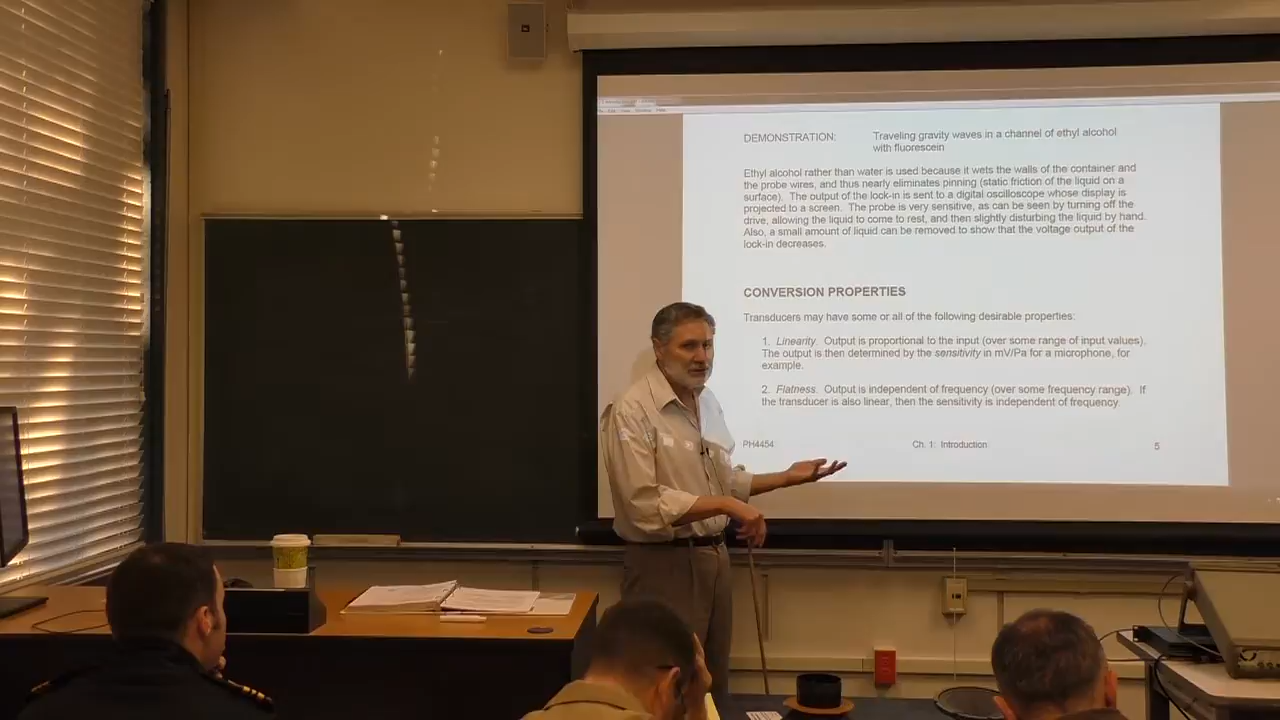 DEMONSTRATION: Traveling gravity waves in a channel of ethyl alcohol
with fluorescein
Ethyl alcohol rather than water is used because it wets the walls of the container and
the probe wires, and thus nearly eliminates pinning (static friction of the liquid on a
surface). The output of the lock-in is sent to a digital oscilloscope whose display is
projected to a screen. The probe is very sensitive, as can be seen by turning off the
drive, allowing the liquid to come to rest, and then slightly disturbing the liquid by hand.
Also, a small amount of liquid can be removed to show that the voltage output of the
lock-in decreases.
CONVERSION PROPERTIES
Transducers may have some or all of the following desirable properties:
1. Linearity. Output is proportional to the input (over some range of input values).
The output is then determined by the sensitivity in mV/Pa for a microphone, for
example.
2. Flatness. Output is independent of frequency (over some frequency range). If
the transducer is also linear, then the sensitivity is independent of frequency.
PH4454 Ch. 1: Introduction 5